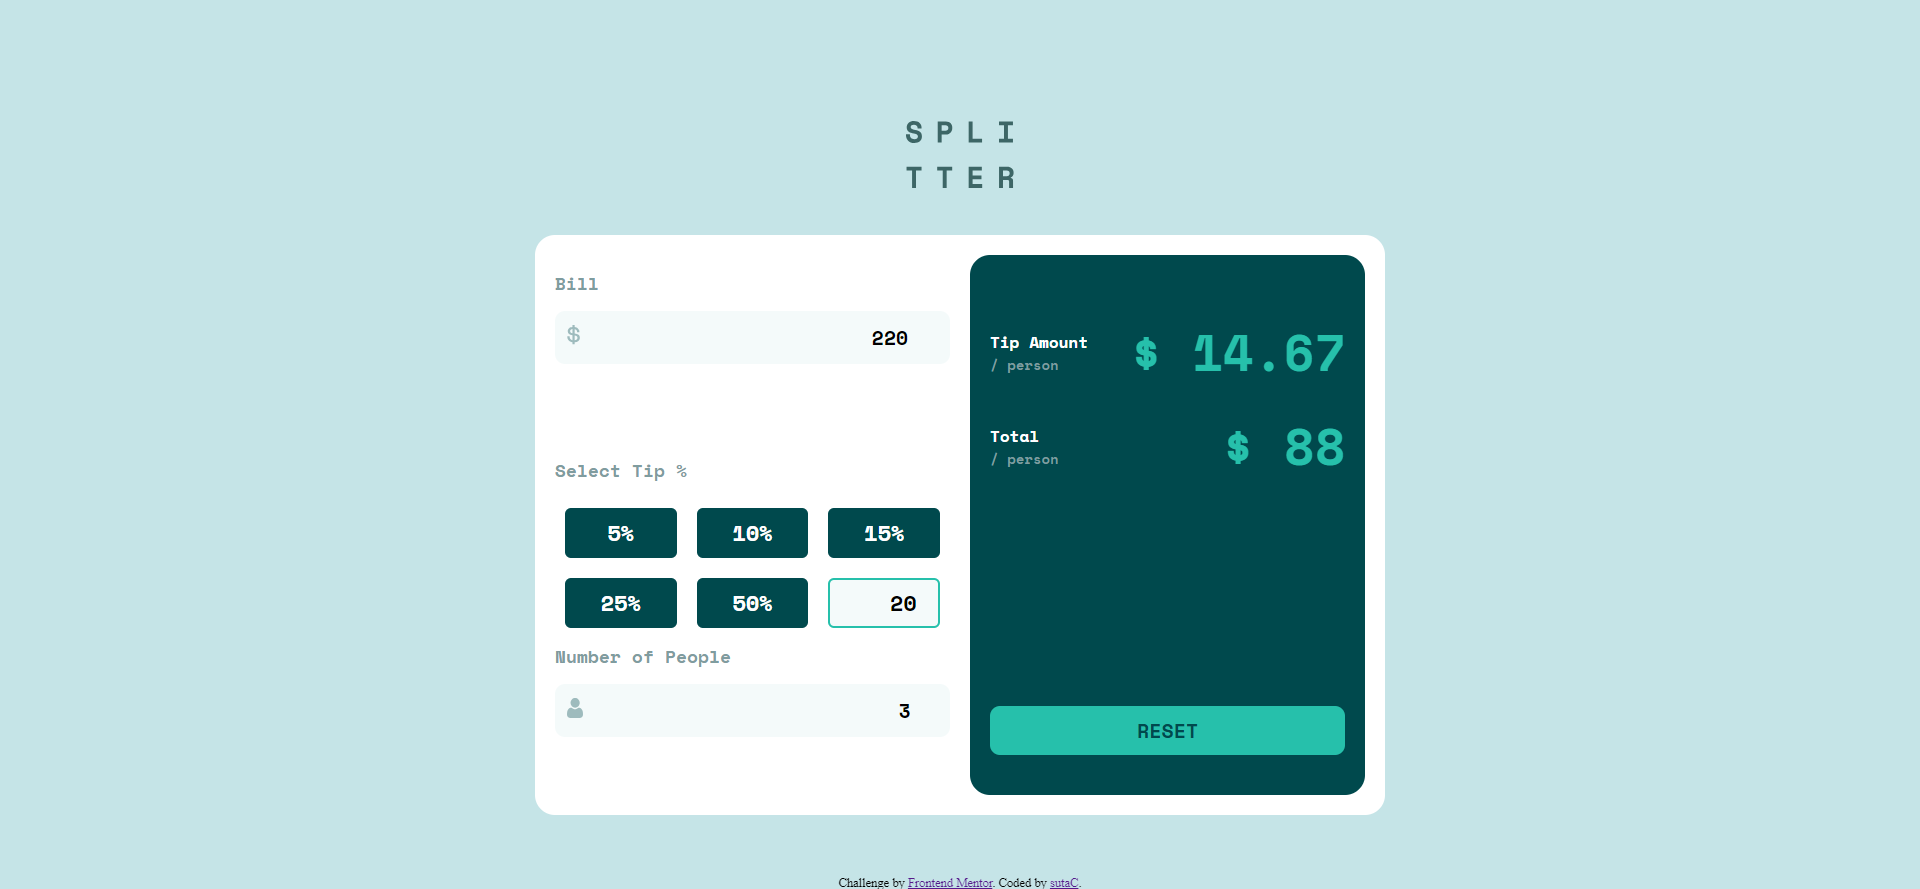 S P L I
T T E R
Bill
$ 220
Select Tip %
5% 10% 15%
25% 50% 20
Number of People
3
Tip Amount
/ person
$ 14.67
Total
/ person
$ 88
RESET
Challenge by Frontend Mentor. Coded by sutaC.